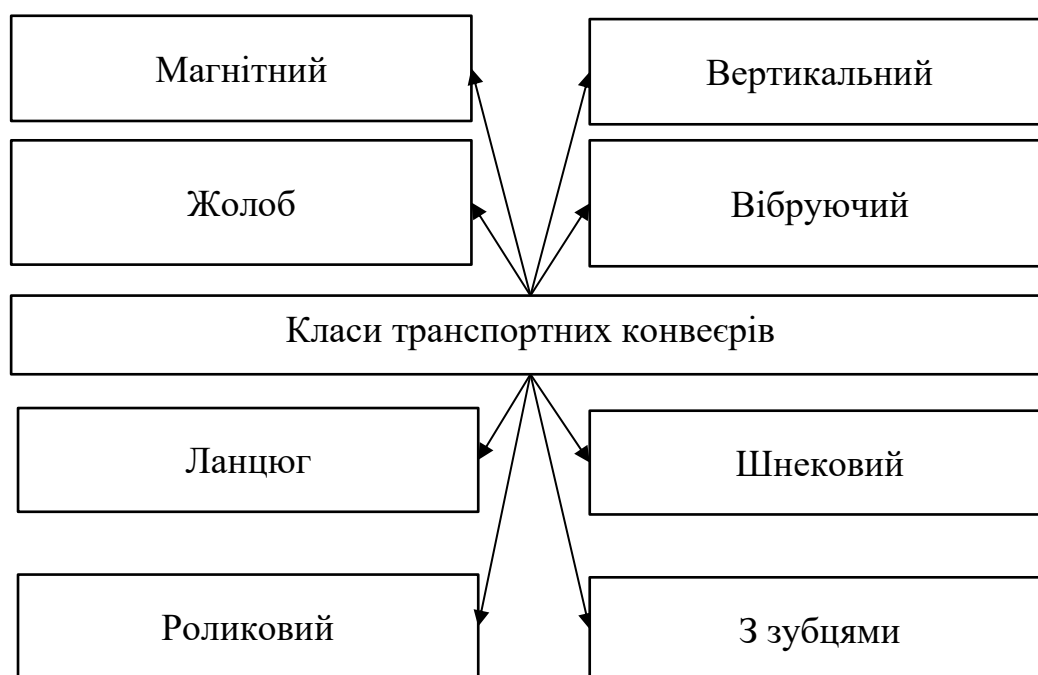 Магнітний
Вертикальний
Жолоб
Вібруючий
Класи транспортних конвеєрів
Ланцюг
Шнековий
Роликовий
З зубцями